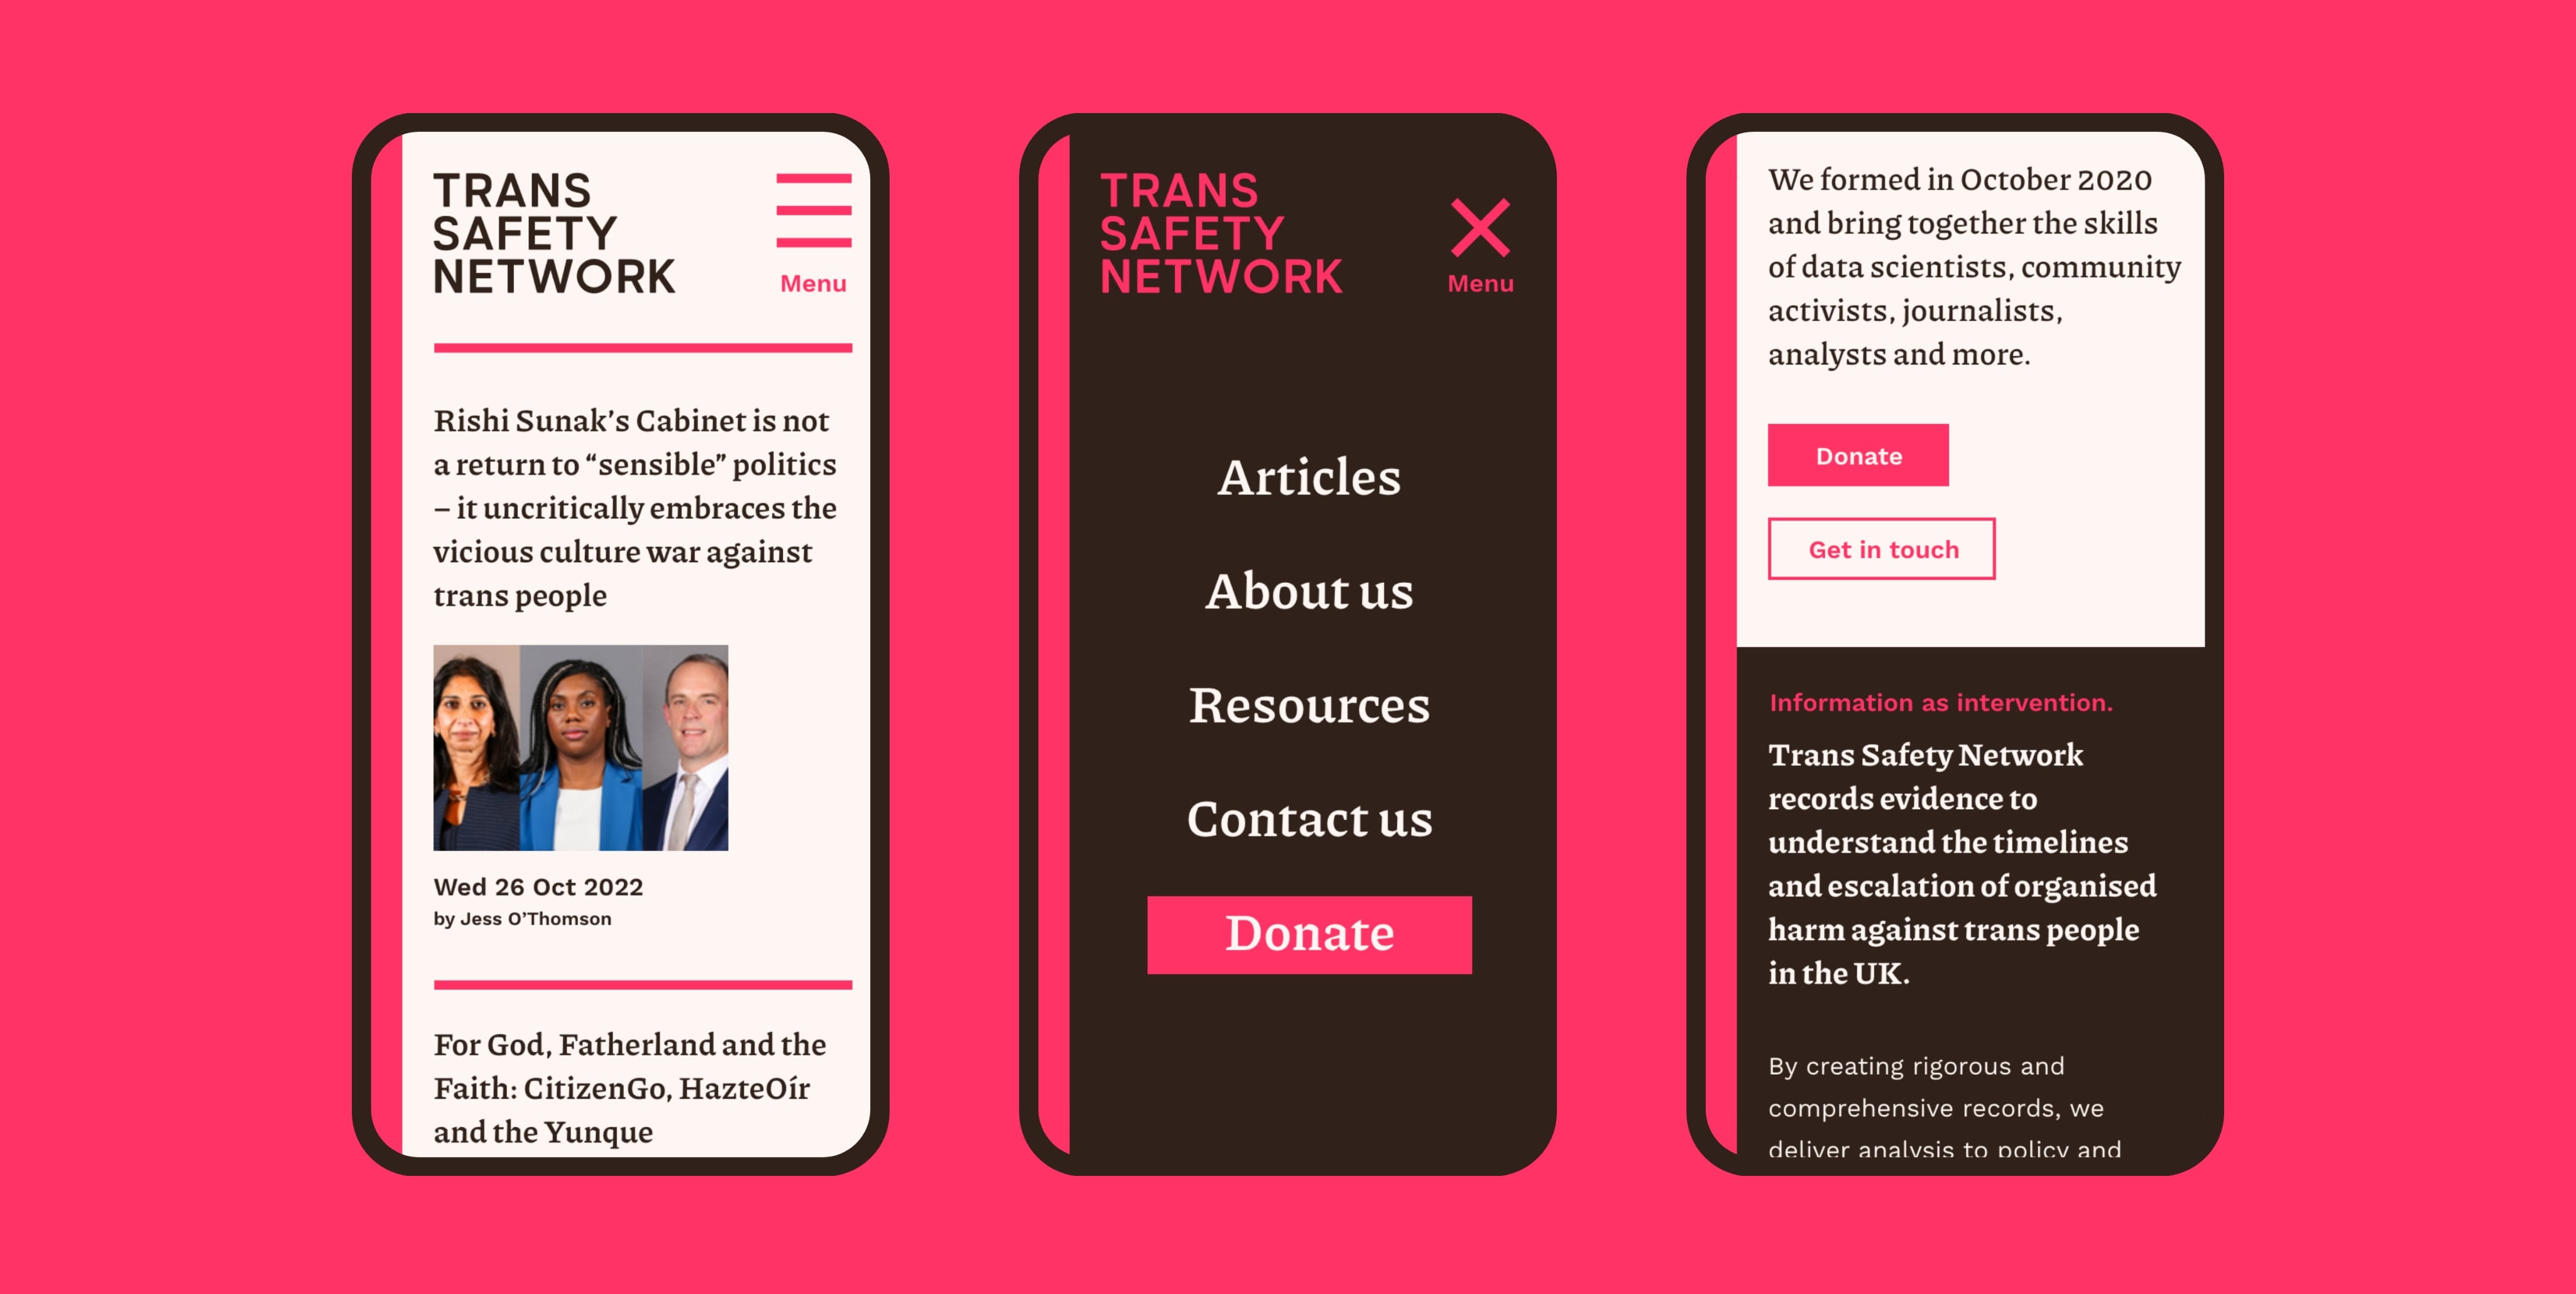 TRANS
SAFETY
NETWORK
Menu
Rishi Sunak’s Cabinet is not
a return to “sensible” politics
– it uncritically embraces the
vicious culture war against
trans people
Wed 26 Oct 2022
by Jess O’Thomson
For God, Fatherland and the
Faith: CitizenGo, HazteOír
and the Yunque
TRANS
SAFETY
NETWORK
Menu
Articles
About us
Resources
Contact us
Donate
We formed in October 2020
and bring together the skills
of data scientists, community
activists, journalists,
analysts and more.
Donate
Get in touch
Information as intervention.
Trans Safety Network
records evidence to
understand the timelines
and escalation of organised
harm against trans people
in the UK.
By creating rigorous and
comprehensive records, we
deliver analysis to policy and